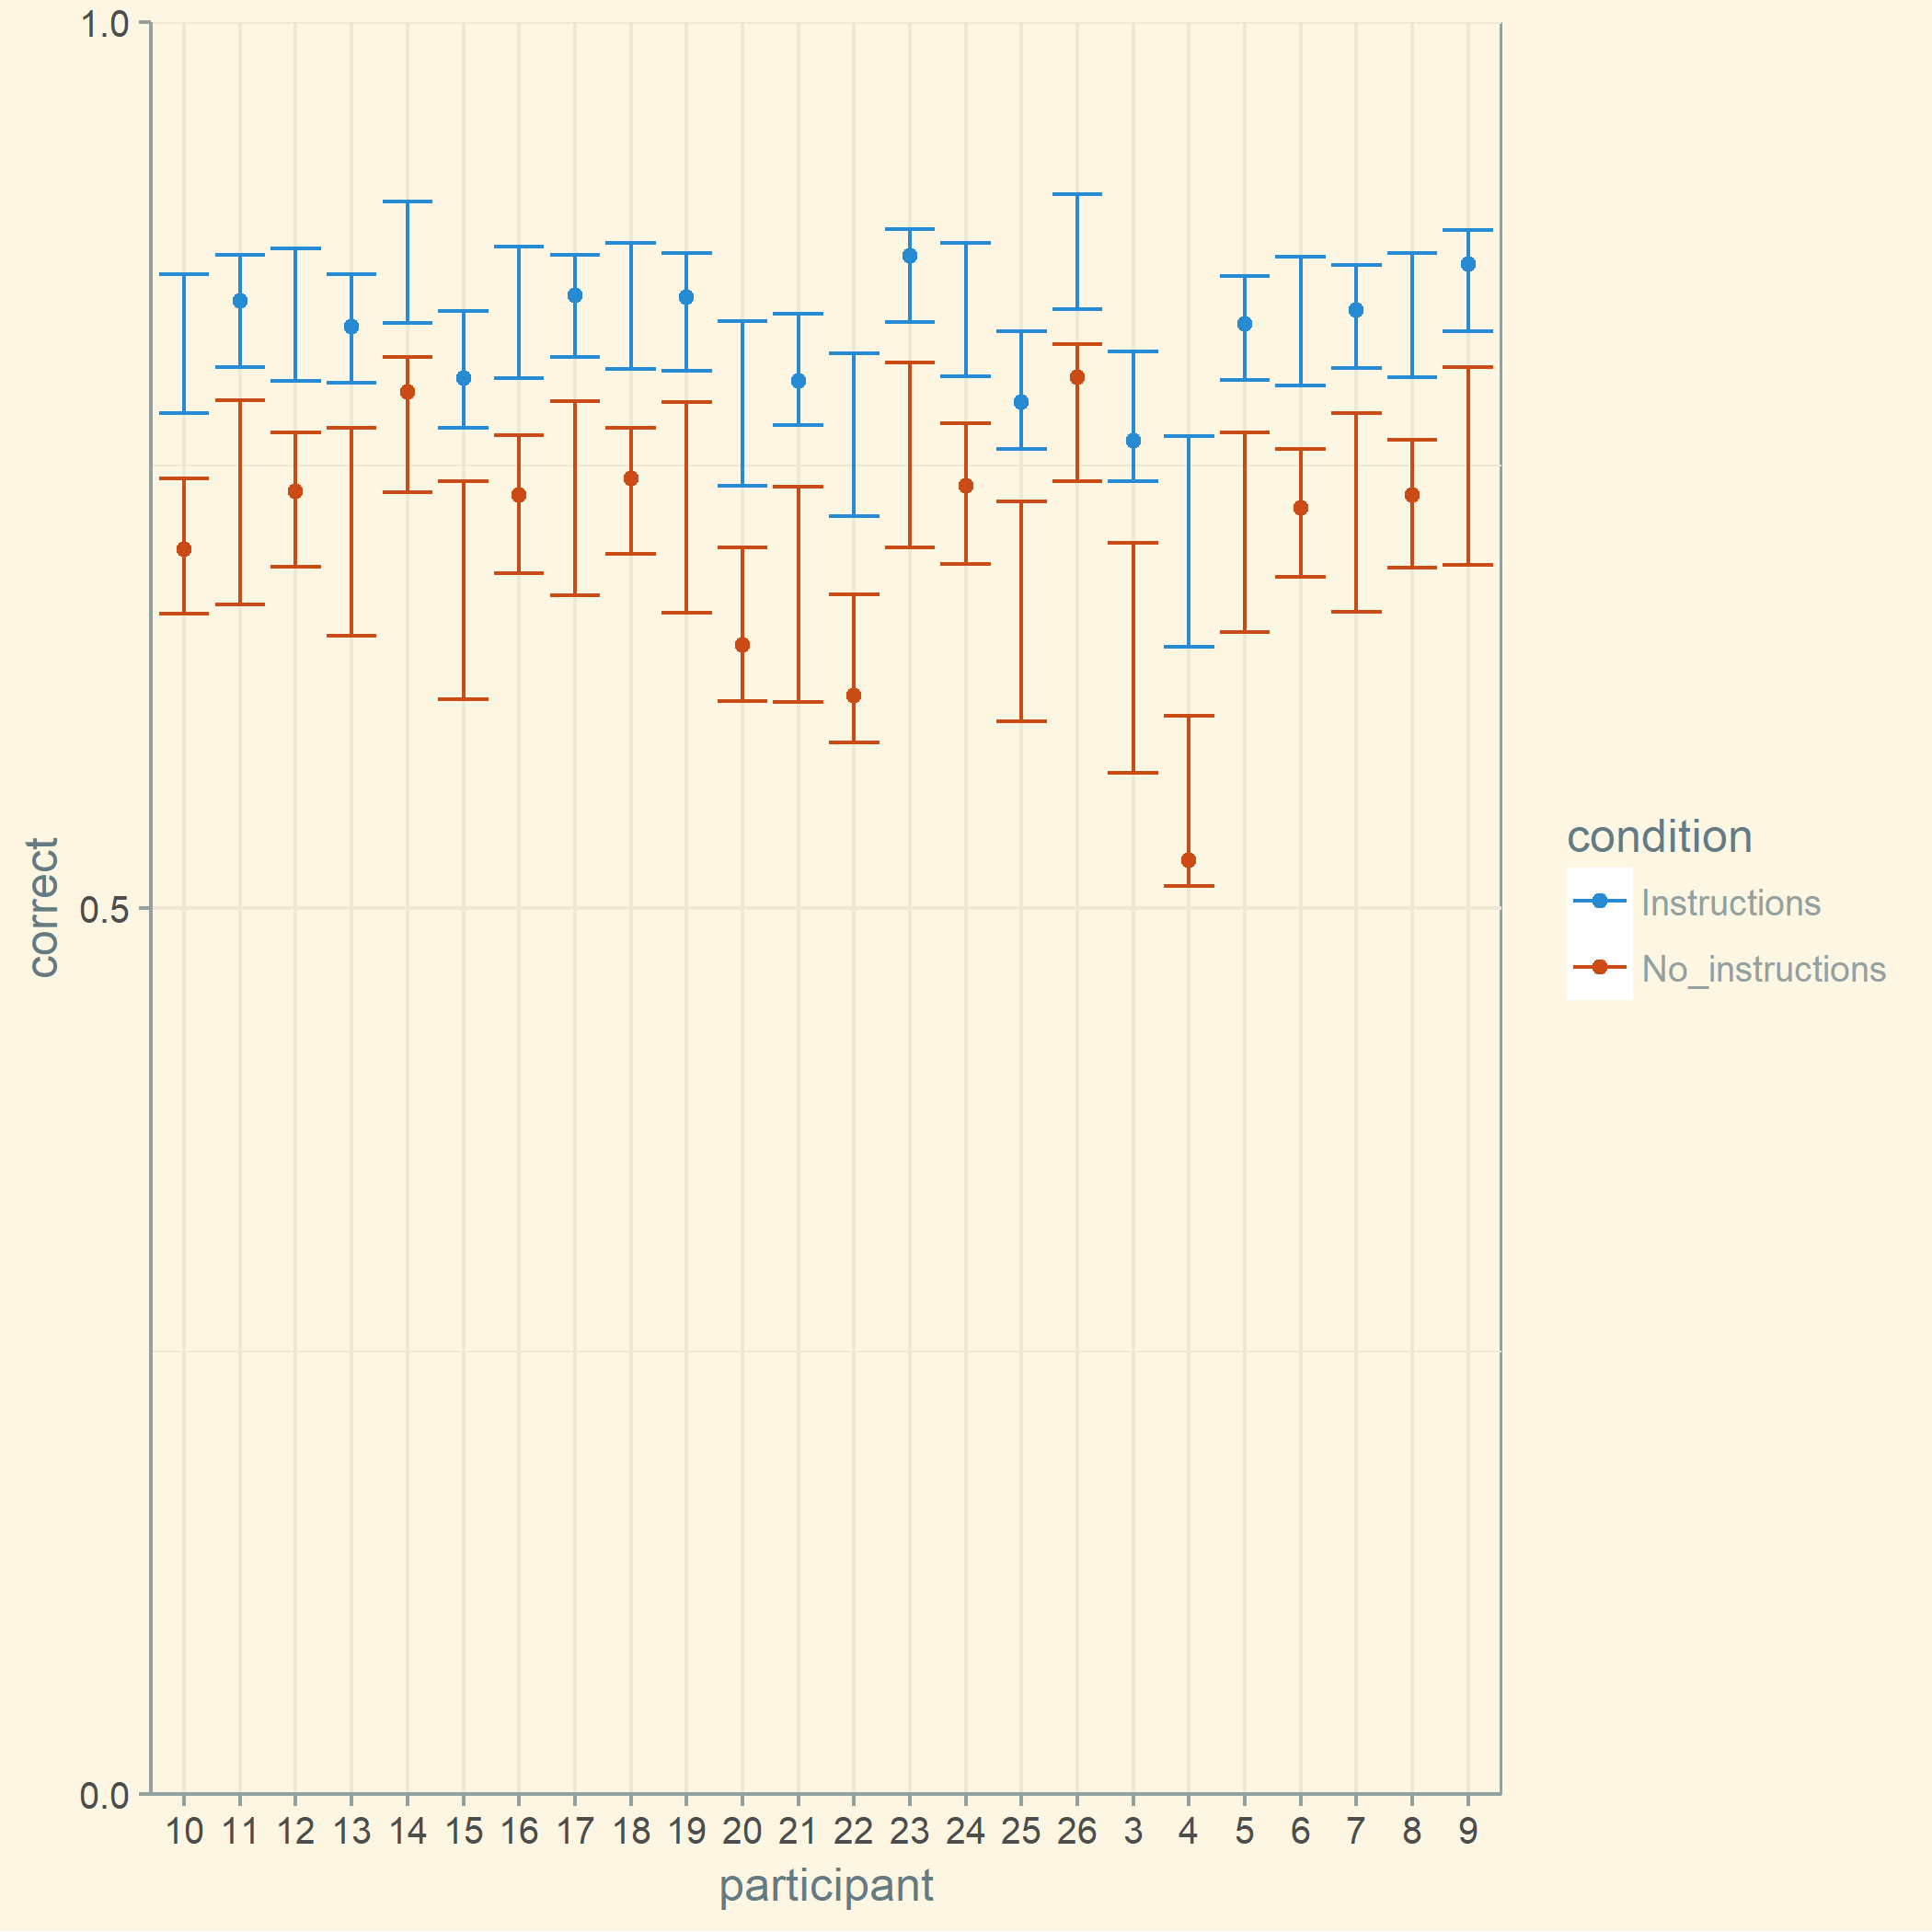 1.0
0.5
0.0
correct
10 11 12 13 14 15 16 17 18 19 20 21 22 23 24 25 26 3 4 5 6 7 8 9
participant
condition
Instructions
No_instructions